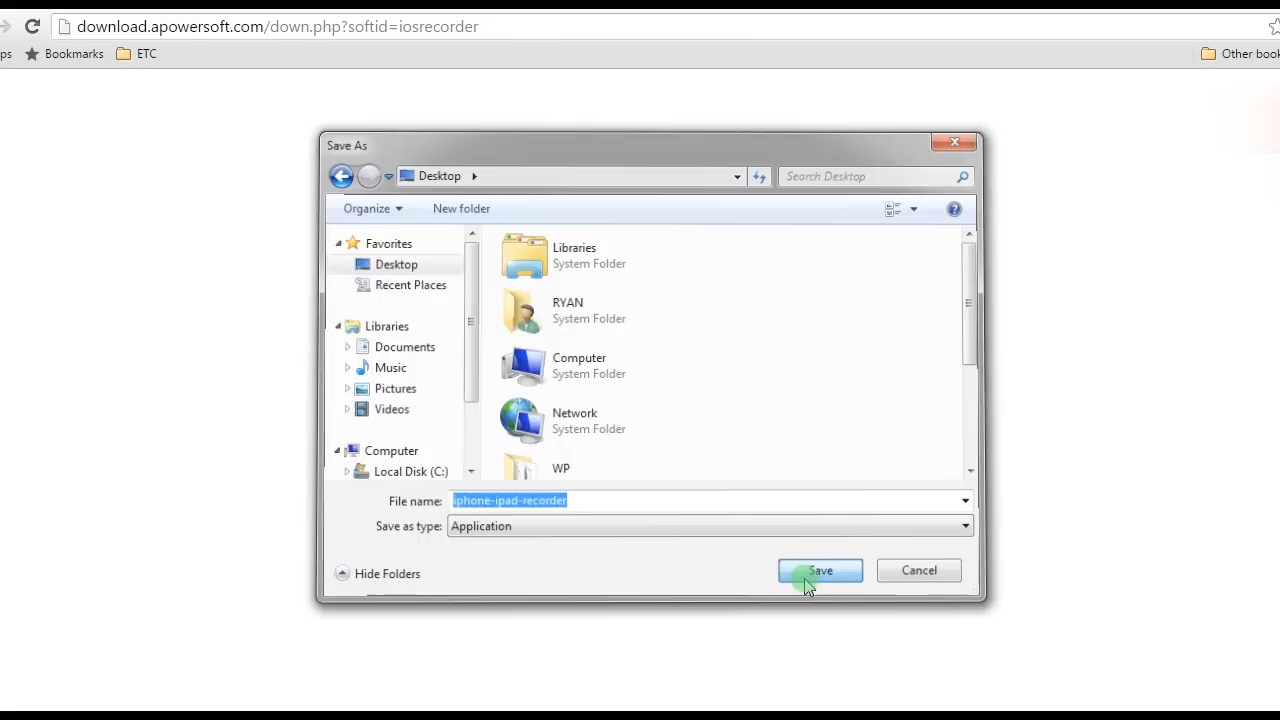 download.apowersoft.com/down.php?softid=iosrecorder
ps Bookmarks ETC Other book
Save As
Desktop Search Desktop
Organize New folder
Favorites
Desktop
Recent Places
Libraries
Documents
Music
Pictures
Videos
Computer
Local Disk (C:)
Libraries
System Folder
RYAN
System Folder
Computer
System Folder
Network
System Folder
WP
File name: iphone-ipad-recorder
Save as type: Application
Hide Folders Save Cancel